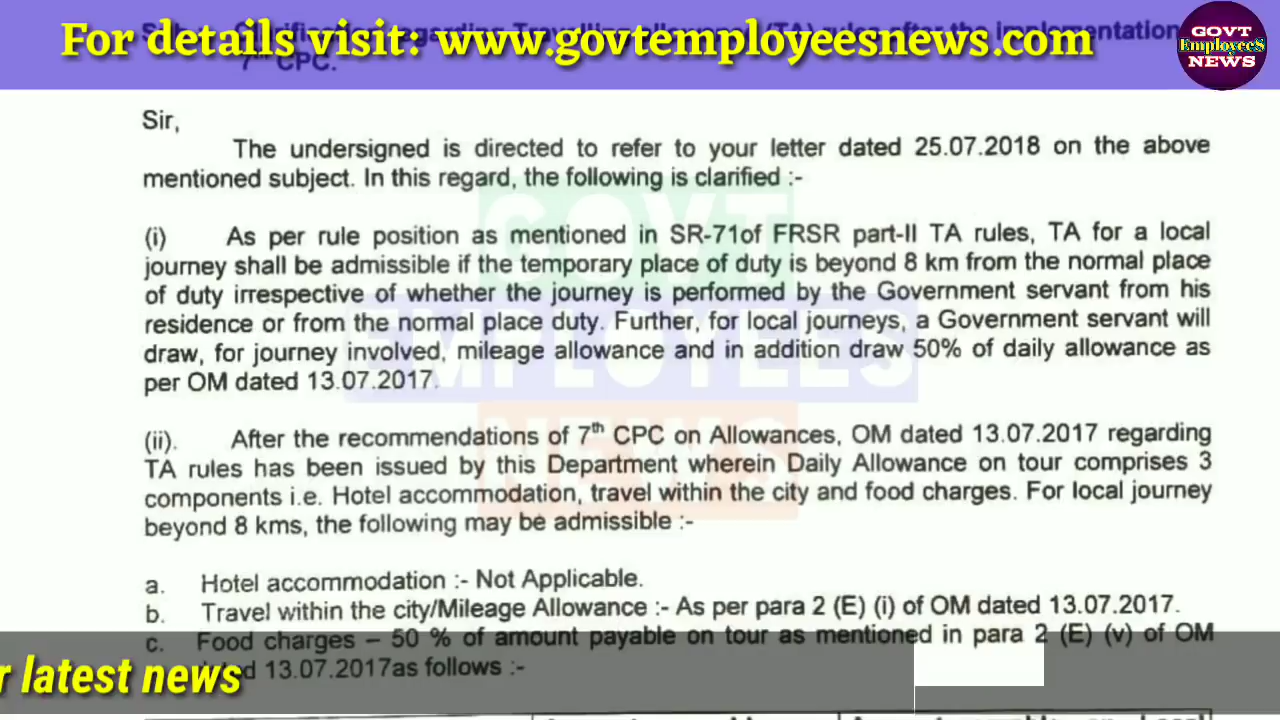 For details visit: www.govtemployeesnews.com
GOVT
EmployeeS
NEWS
regarding Travelling allowance (TA) rules after the implementation
7th CPC.
Sir,
The undersigned is directed to refer to your letter dated 25.07.2018 on the above
mentioned subject. In this regard, the following is clarified :-
(i) As per rule position as mentioned in SR-71of FRSR part-II TA rules, TA for a local
journey shall be admissible if the temporary place of duty is beyond 8 km from the normal place
of duty irrespective of whether the journey is performed by the Government servant from his
residence or from the normal place duty. Further, for local journeys, a Government servant will
draw, for journey involved, mileage allowance and in addition draw 50% of daily allowance as
per OM dated 13.07.2017.
GOVT
EMPLOYEES
NEWS
(ii). After the recommendations of 7th CPC on Allowances, OM dated 13.07.2017 regarding
TA rules has been issued by this Department wherein Daily Allowance on tour comprises 3
components i.e. Hotel accommodation, travel within the city and food charges. For local journey
beyond 8 kms, the following may be admissible :-
a. Hotel accommodation :- Not Applicable.
b. Travel within the city/Mileage Allowance :- As per para 2 (E) (i) of OM dated 13.07.2017.
c. Food charges – 50 % of amount payable on tour as mentioned in para 2 (E) (v) of OM
13.07.2017as follows :-
r latest news